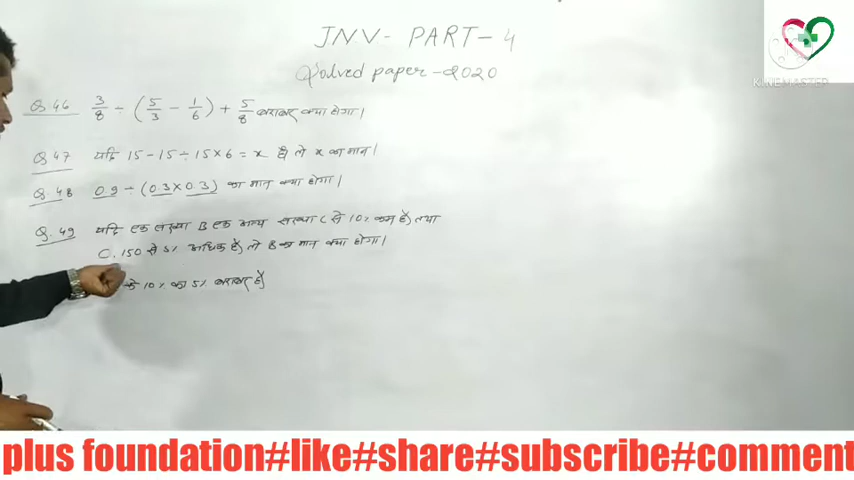 JNV - PART - 4
Solved paper - 2020
KINEMASTER
Q.46 3/8 ÷ (5/3 - 1/6) + 5/8 बराबर क्या होगा।
Q.47 यदि 15 - 15 ÷ 15 × 6 = x है तो x का मान।
Q.48 0.9 ÷ (0.3 × 0.3) का मान क्या होगा।
Q.49 यदि एक संख्या B एक अन्य संख्या C से 10% कम है तथा
C, 150 से 5% अधिक है तो B का मान क्या होगा।
के 10% का 5% बराबर है
plus foundation#like#share#subscribe#comment